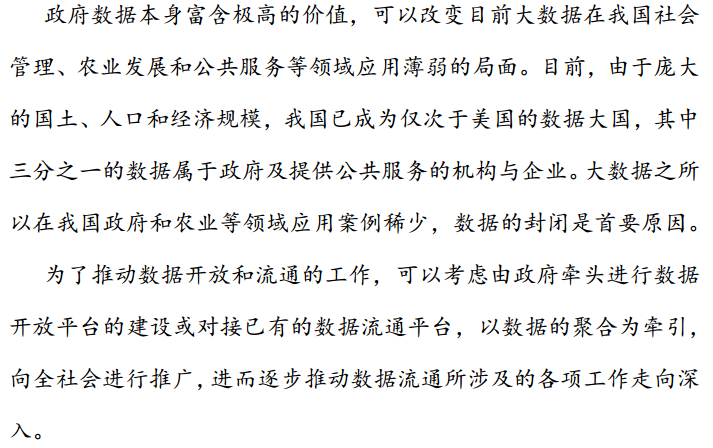 政府数据本身富含极高的价值，可以改变目前大数据在我国社会
管理、农业发展和公共服务等领域应用薄弱的局面。目前，由于庞大
的国土、人口和经济规模，我国已成为仅次于美国的数据大国，其中
三分之一的数据属于政府及提供公共服务的机构与企业。大数据之所
以在我国政府和农业等领域应用案例稀少，数据的封闭是首要原因。
为了推动数据开放和流通的工作，可以考虑由政府牵头进行数据
开放平台的建设或对接已有的数据流通平台，以数据的聚合为牵引，
向全社会进行推广，进而逐步推动数据流通所涉及的各项工作走向深
入。